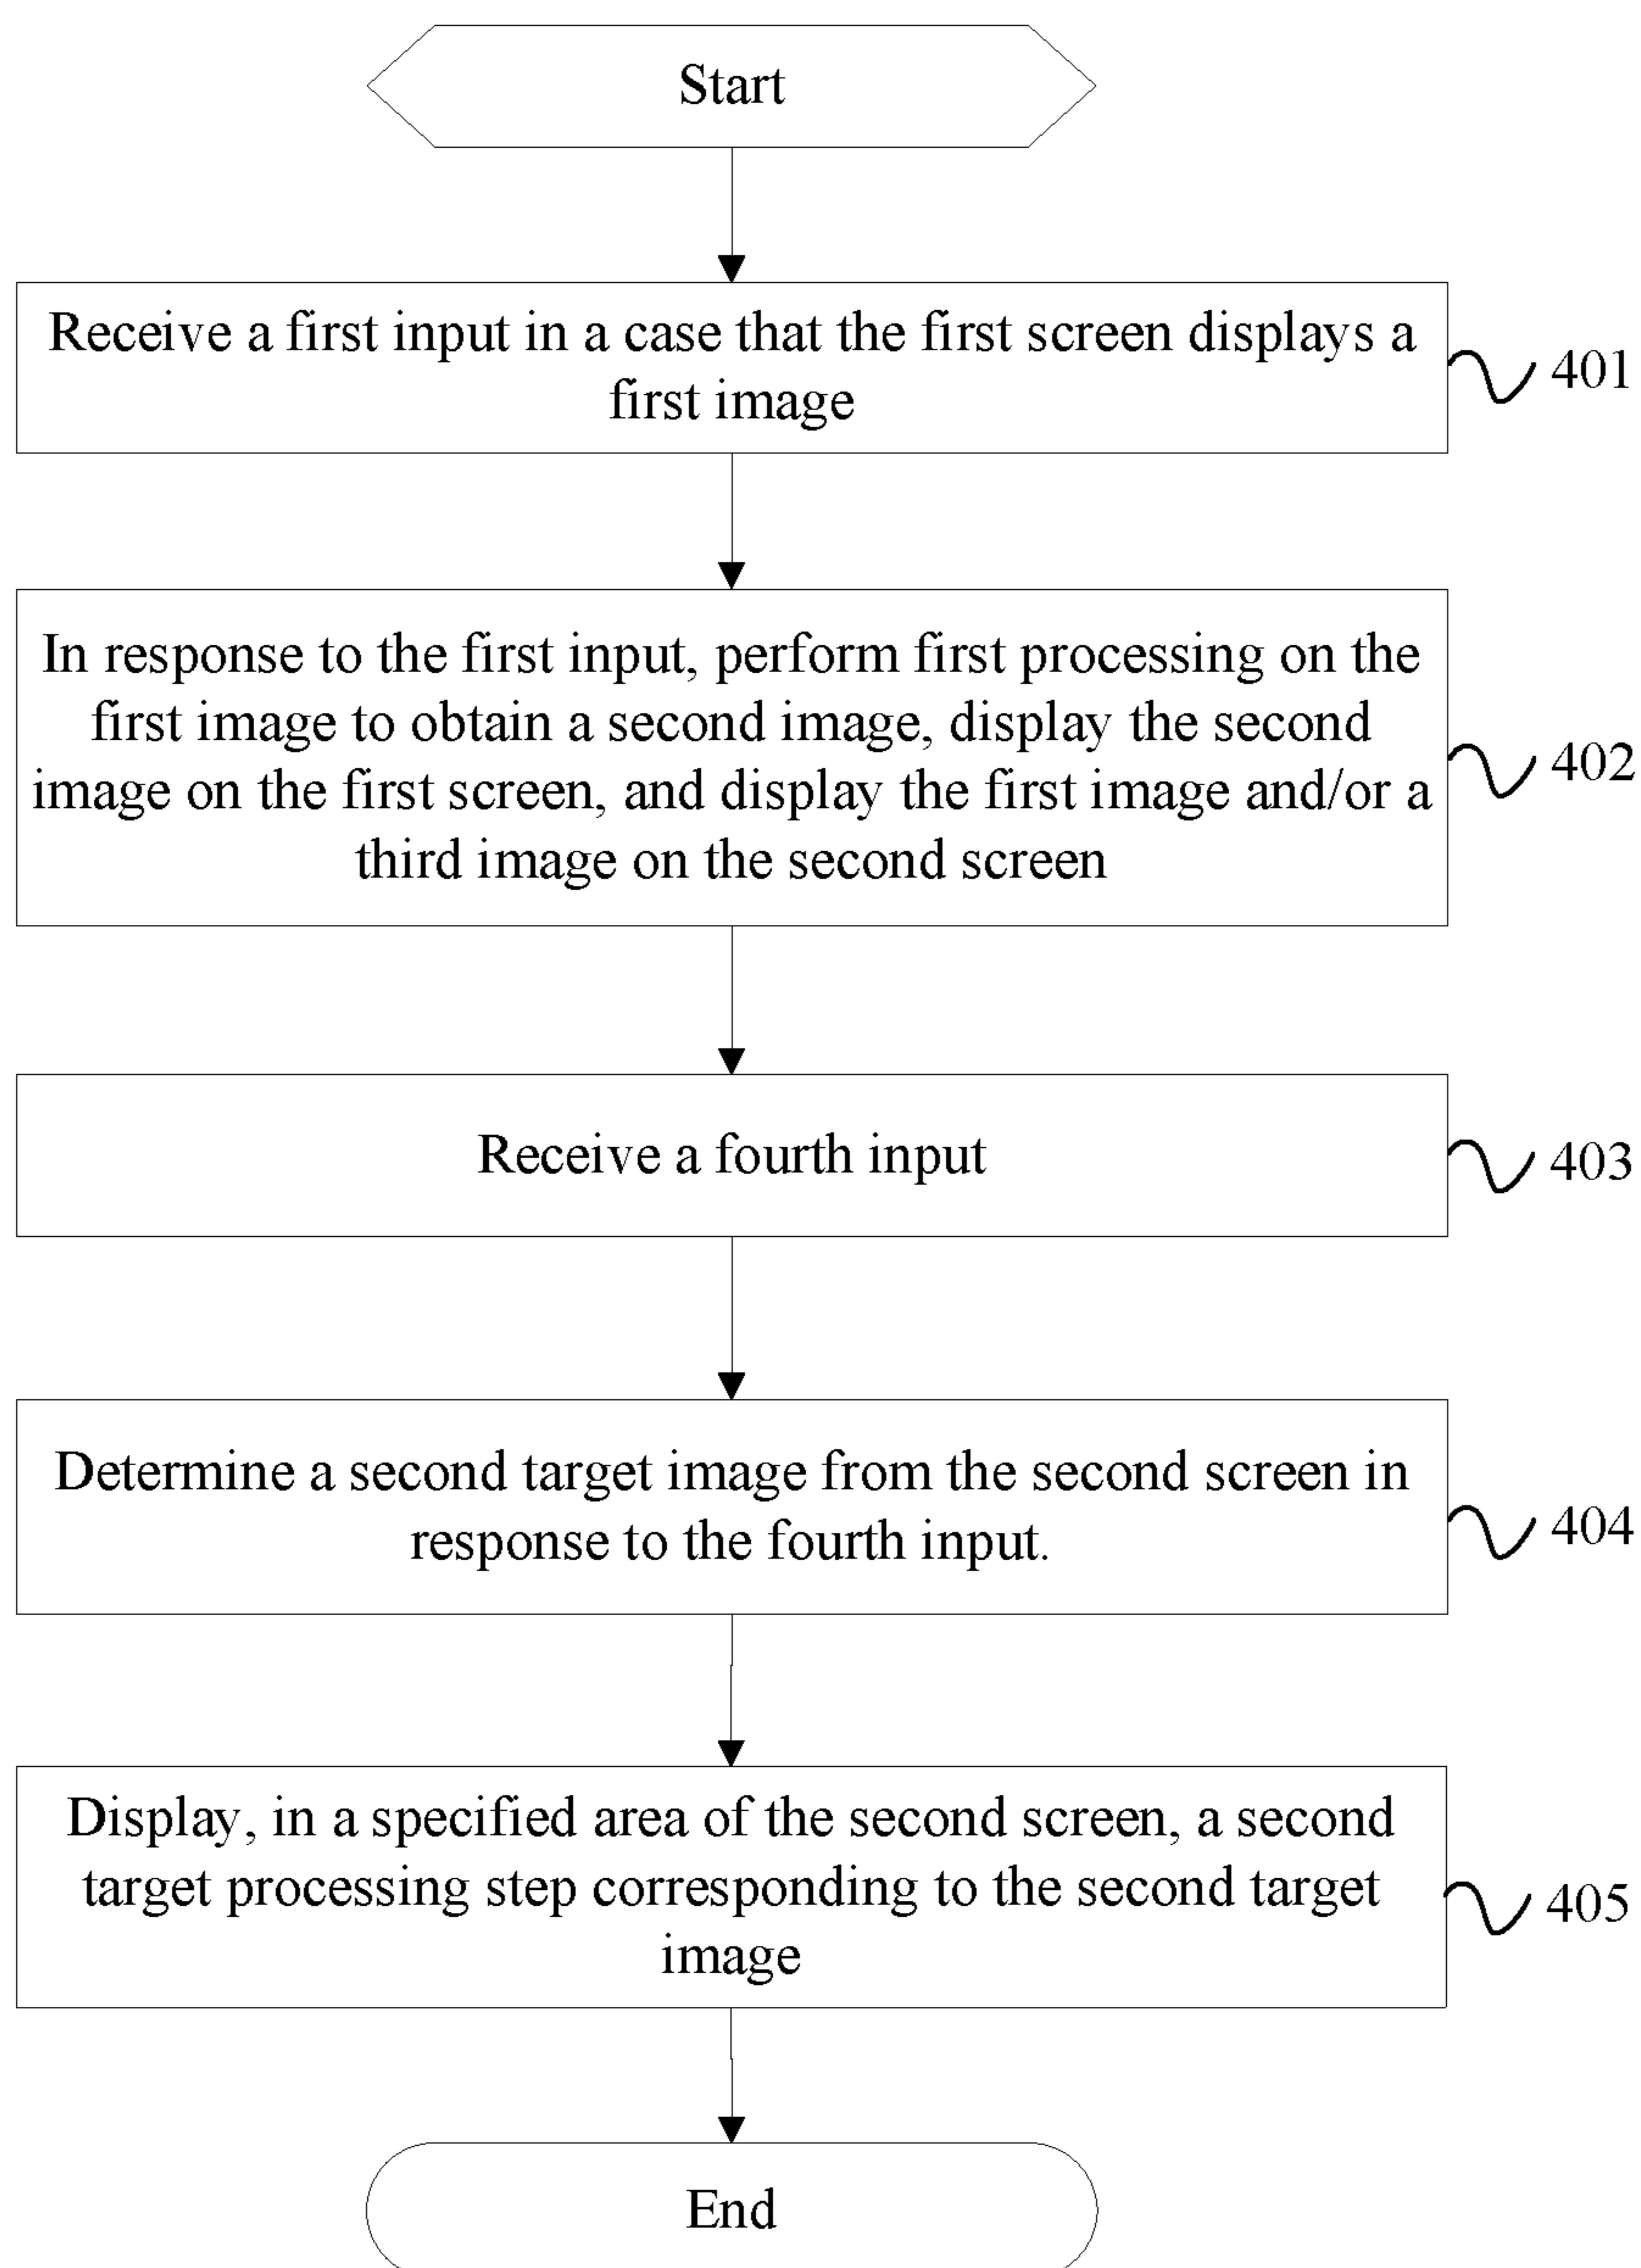 Start
Receive a first input in a case that the first screen displays a
first image
401
In response to the first input, perform first processing on the
first image to obtain a second image, display the second
image on the first screen, and display the first image and/or a
third image on the second screen
402
Receive a fourth input
403
Determine a second target image from the second screen in
response to the fourth input.
404
Display, in a specified area of the second screen, a second
target processing step corresponding to the second target
image
405
End